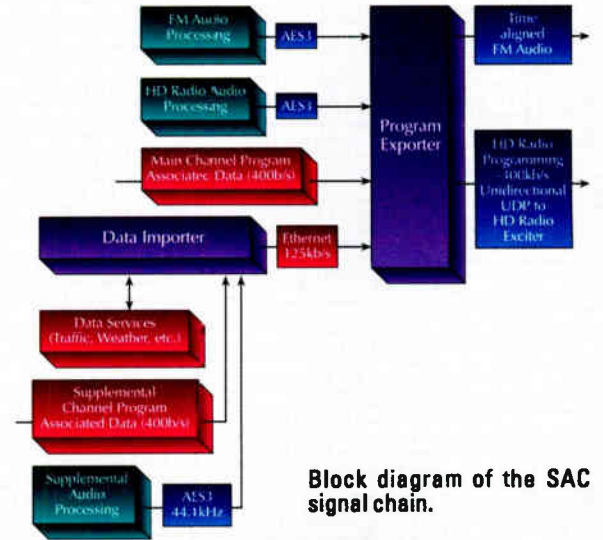 FM Audio
Processing
AES3
Time
aligned
FM Audio
HD Radio Audio
Processing
AES3
Program
Exporter
Main Channel Program
Associated Data (400b/s)
HD Radio
Programming
~300kb/s
Unidirectional
UDP to
HD Radio
Exciter
Data Importer
Ethernet
125kb/s
Data Services
(Traffic, Weather, etc.)
Supplemental
Channel Program
Associated Data (400b/s)
Supplemental
Audio
Processing
AES3
44.1kHz
Block diagram of the SAC
signal chain.